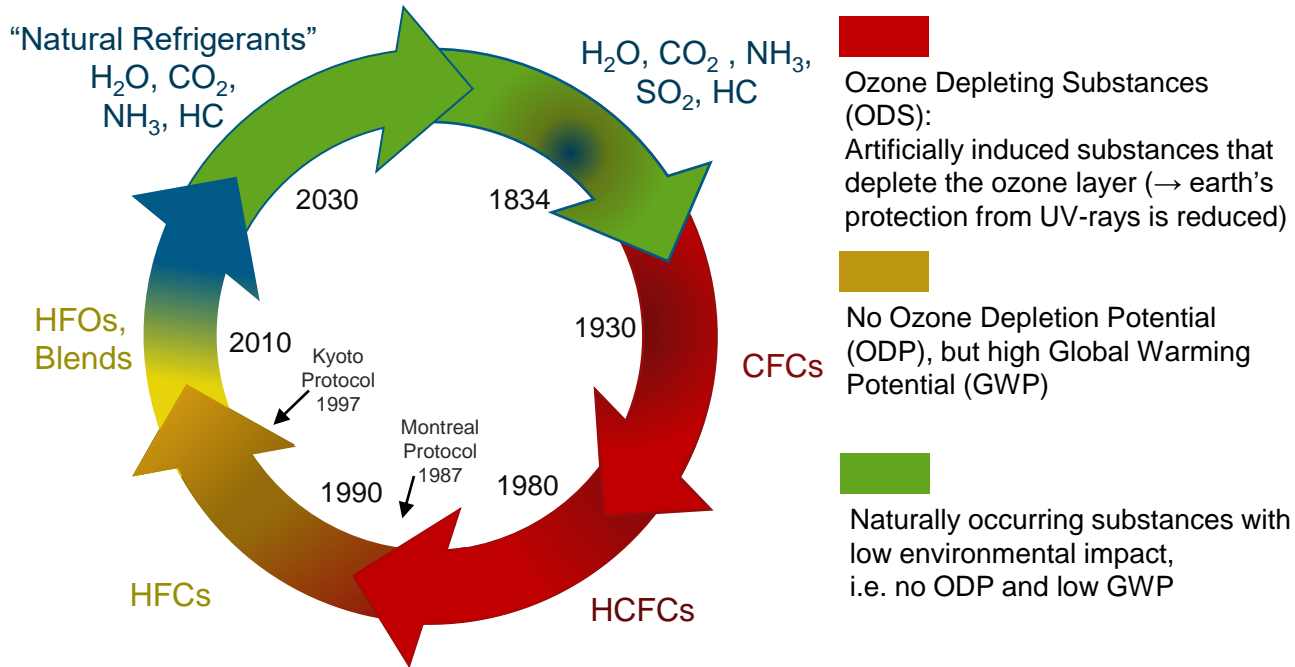 “Natural Refrigerants”
H₂O, CO₂,
NH₃, HC
H₂O, CO₂ , NH₃,
SO₂, HC
2030
1834
HFOs,
Blends
2010
Kyoto
Protocol
1997
1930
CFCs
Montreal
Protocol
1987
1990
1980
HFCs
HCFCs
Ozone Depleting Substances
(ODS):
Artificially induced substances that
deplete the ozone layer (→ earth’s
protection from UV-rays is reduced)
No Ozone Depletion Potential
(ODP), but high Global Warming
Potential (GWP)
Naturally occurring substances with
low environmental impact,
i.e. no ODP and low GWP